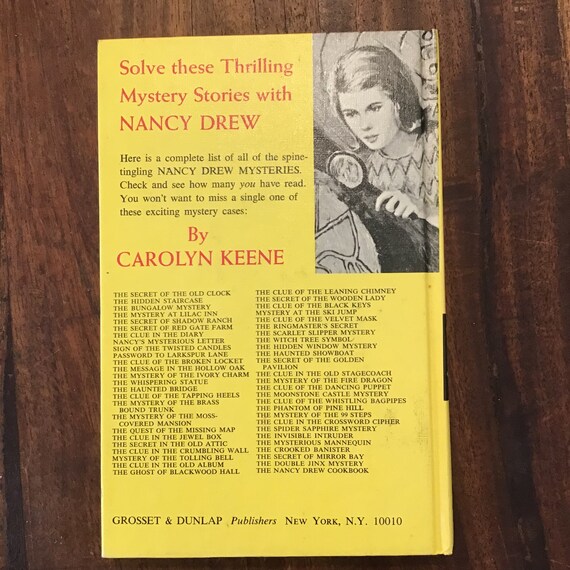 Solve these Thrilling
Mystery Stories with
NANCY DREW
Here is a complete list of all of the spine-
tingling NANCY DREW MYSTERIES.
Check and see how many you have read.
You won't want to miss a single one of
these exciting mystery cases:
By
CAROLYN KEENE
THE SECRET OF THE OLD CLOCK
THE HIDDEN STAIRCASE
THE BUNGALOW MYSTERY
THE MYSTERY AT LILAC INN
THE SECRET OF SHADOW RANCH
THE SECRET OF RED GATE FARM
THE CLUE IN THE DIARY
NANCY'S MYSTERIOUS LETTER
SIGN OF THE TWISTED CANDLES
PASSWORD TO LARKSPUR LANE
THE CLUE OF THE BROKEN LOCKET
THE MESSAGE IN THE HOLLOW OAK
THE MYSTERY OF THE IVORY CHARM
THE WHISPERING STATUE
THE HAUNTED BRIDGE
THE CLUE OF THE TAPPING HEELS
THE MYSTERY OF THE BRASS
BOUND TRUNK
THE MYSTERY OF THE MOSS-
COVERED MANSION
THE QUEST OF THE MISSING MAP
THE CLUE IN THE JEWEL BOX
THE SECRET IN THE OLD ATTIC
THE CLUE IN THE CRUMBLING WALL
MYSTERY OF THE TOLLING BELL
THE CLUE IN THE OLD ALBUM
THE GHOST OF BLACKWOOD HALL
THE CLUE OF THE LEANING CHIMNEY
THE SECRET OF THE WOODEN LADY
THE CLUE OF THE BLACK KEYS
MYSTERY AT THE SKI JUMP
THE CLUE OF THE VELVET MASK
THE RINGMASTER'S SECRET
THE SCARLET SLIPPER MYSTERY
THE WITCH TREE SYMBOL
THE HIDDEN WINDOW MYSTERY
THE HAUNTED SHOWBOAT
THE SECRET OF THE GOLDEN
PAVILION
THE CLUE IN THE OLD STAGECOACH
THE MYSTERY OF THE FIRE DRAGON
THE CLUE OF THE DANCING PUPPET
THE MOONSTONE CASTLE MYSTERY
THE CLUE OF THE WHISTLING BAGPIPES
THE PHANTOM OF PINE HILL
THE MYSTERY OF THE 99 STEPS
THE CLUE IN THE CROSSWORD CIPHER
THE SPIDER SAPPHIRE MYSTERY
THE INVISIBLE INTRUDER
THE MYSTERIOUS MANNEQUIN
THE CROOKED BANISTER
THE SECRET OF MIRROR BAY
THE DOUBLE JINX MYSTERY
THE NANCY DREW COOKBOOK
GROSSET & DUNLAP Publishers NEW YORK, N.Y. 10010